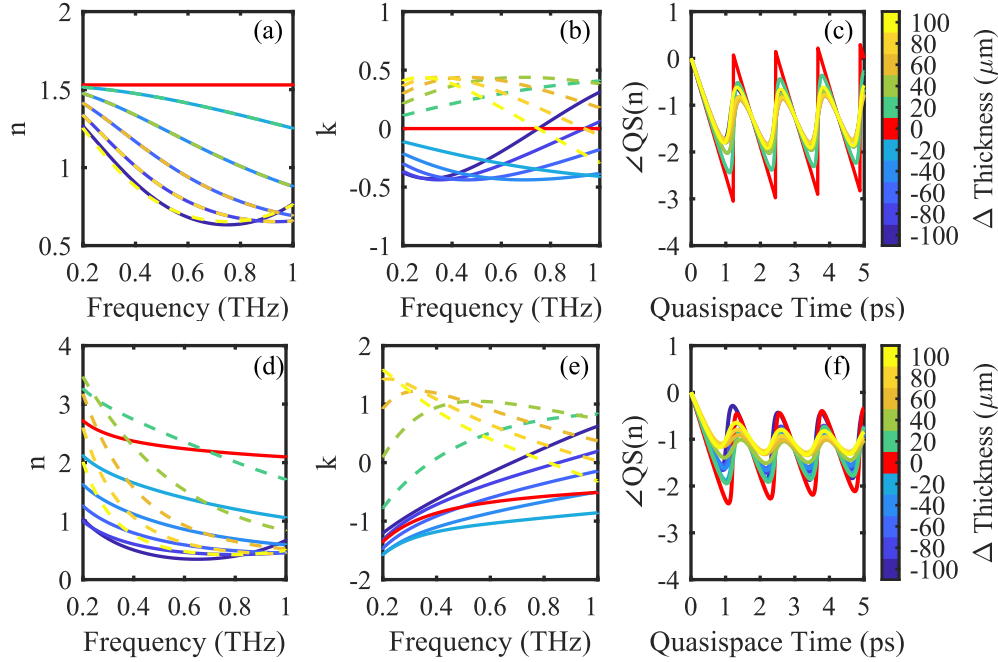 (a)
2
1.5
1
0.5
n
0.2 0.4 0.6 0.8 1
Frequency (THz)
(b)
1
0.5
0
-0.5
-1
k
0.2 0.4 0.6 0.8 1
Frequency (THz)
(c)
1
0
-1
-2
-3
-4
∠QS(n)
0 1 2 3 4 5
Quasispace Time (ps)
100
80
60
40
20
0
-20
-40
-60
-80
-100
Δ Thickness (μm)
(d)
4
3
2
1
0
n
0.2 0.4 0.6 0.8 1
Frequency (THz)
(e)
2
1
0
-1
-2
k
0.2 0.4 0.6 0.8 1
Frequency (THz)
(f)
1
0
-1
-2
-3
-4
∠QS(n)
0 1 2 3 4 5
Quasispace Time (ps)
100
80
60
40
20
0
-20
-40
-60
-80
-100
Δ Thickness (μm)